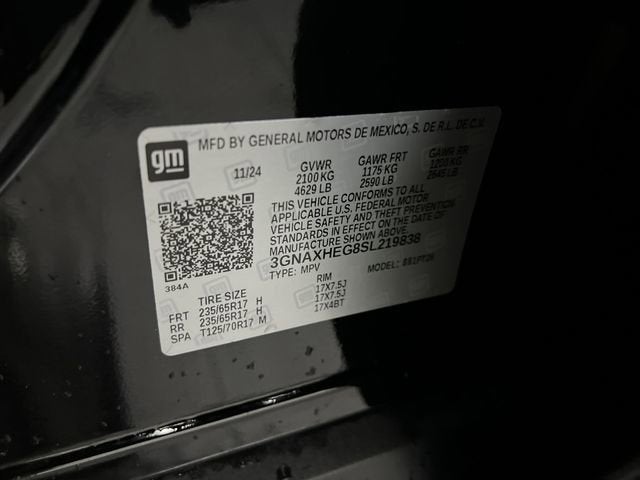 gm
MFD BY GENERAL MOTORS DE MEXICO, S. DE R.L. DE C.V.
11/24
GVWR GAWR FRT GAWR RR
2100 KG 1175 KG 1200 KG
4629 LB 2590 LB 2645 LB
THIS VEHICLE CONFORMS TO ALL
APPLICABLE U.S. FEDERAL MOTOR
VEHICLE SAFETY AND THEFT PREVENTION
STANDARDS IN EFFECT ON THE DATE OF
MANUFACTURE.
3GNAXHEG8SL219838
TYPE: MPV MODEL:
384A
TIRE SIZE RIM
FRT 235/65R17 H 17X7.5J
RR 235/65R17 H 17X7.5J
SPA T125/70R17 M 17X4BT